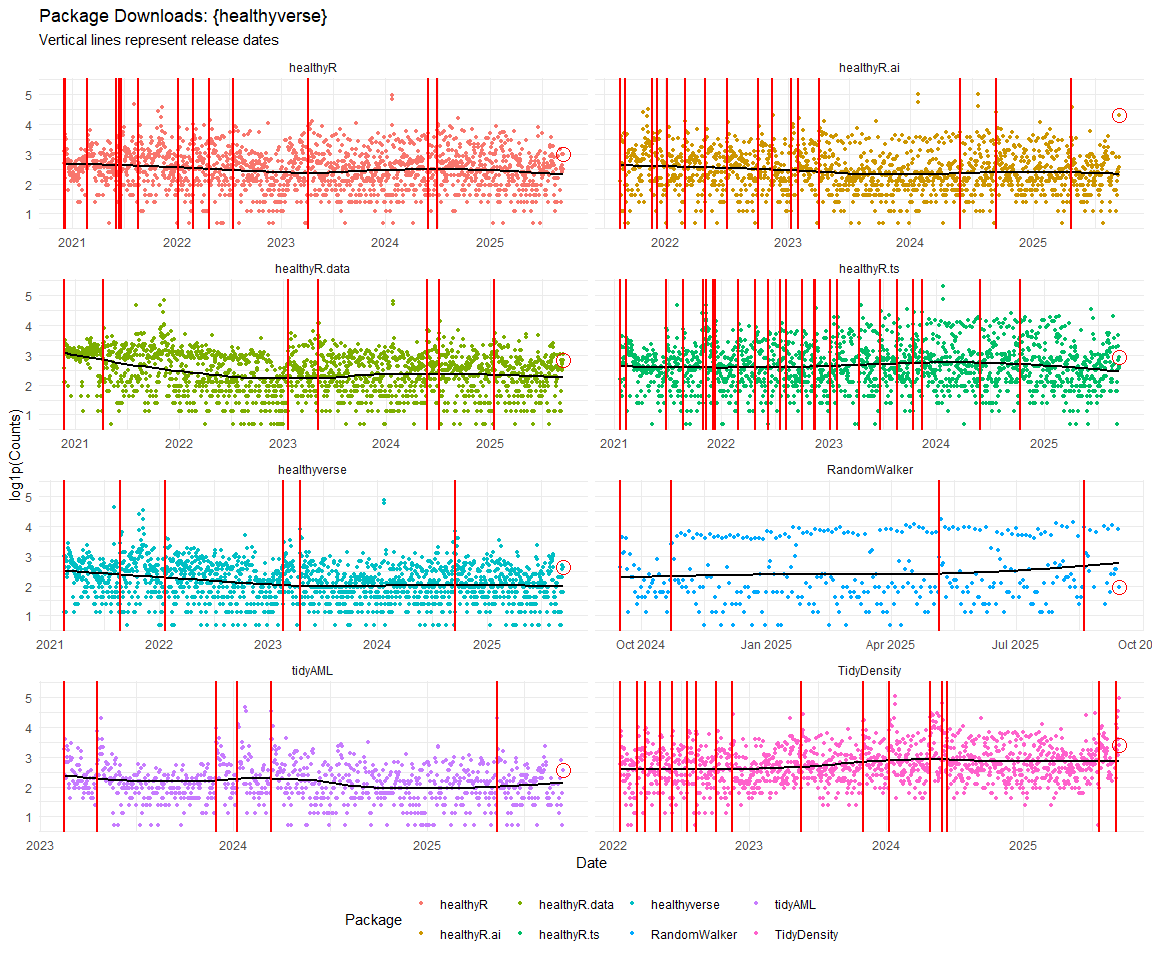 Package Downloads: {healthyverse}
Vertical lines represent release dates
healthyR
healthyR.ai
5
4
3
2
1
2021 2022 2023 2024 2025
2022 2023 2024 2025
healthyR.data
healthyR.ts
5
4
3
2
1
2021 2022 2023 2024 2025
2021 2022 2023 2024 2025
log1p(Counts)
healthyverse
RandomWalker
5
4
3
2
1
2021 2022 2023 2024 2025
Oct 2024 Jan 2025 Apr 2025 Jul 2025 Oct 20
tidyAML
TidyDensity
5
4
3
2
1
2023 2024 2025
2022 2023 2024 2025
Date
Package
healthyR healthyR.data healthyverse tidyAML
healthyR.ai healthyR.ts RandomWalker TidyDensity